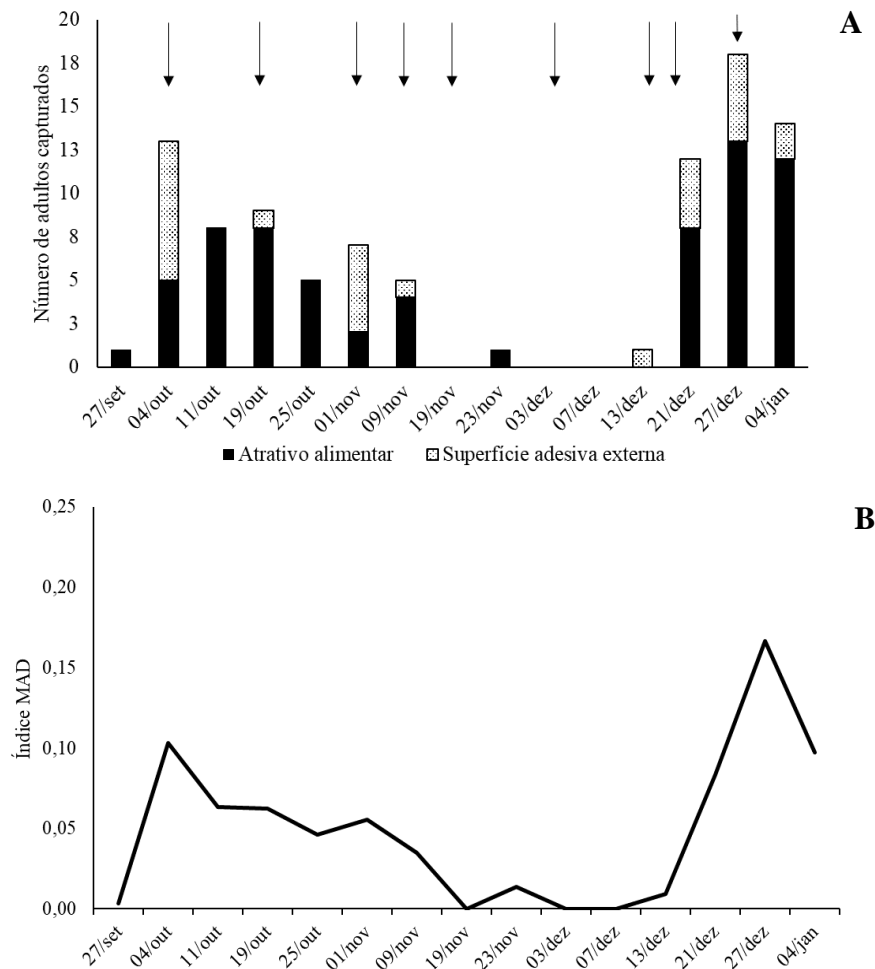 A
20
18
15
13
10
8
5
3
0
Número de adultos capturados
27/set 04/out 11/out 19/out 25/out 01/nov 09/nov 19/nov 23/nov 03/dez 07/dez 13/dez 21/dez 27/dez 04/jan
Atrativo alimentar Superfície adesiva externa
B
0,25
0,20
0,15
0,10
0,05
0,00
Índice MAD
27/set 04/out 11/out 19/out 25/out 01/nov 09/nov 19/nov 23/nov 03/dez 07/dez 13/dez 21/dez 27/dez 04/jan